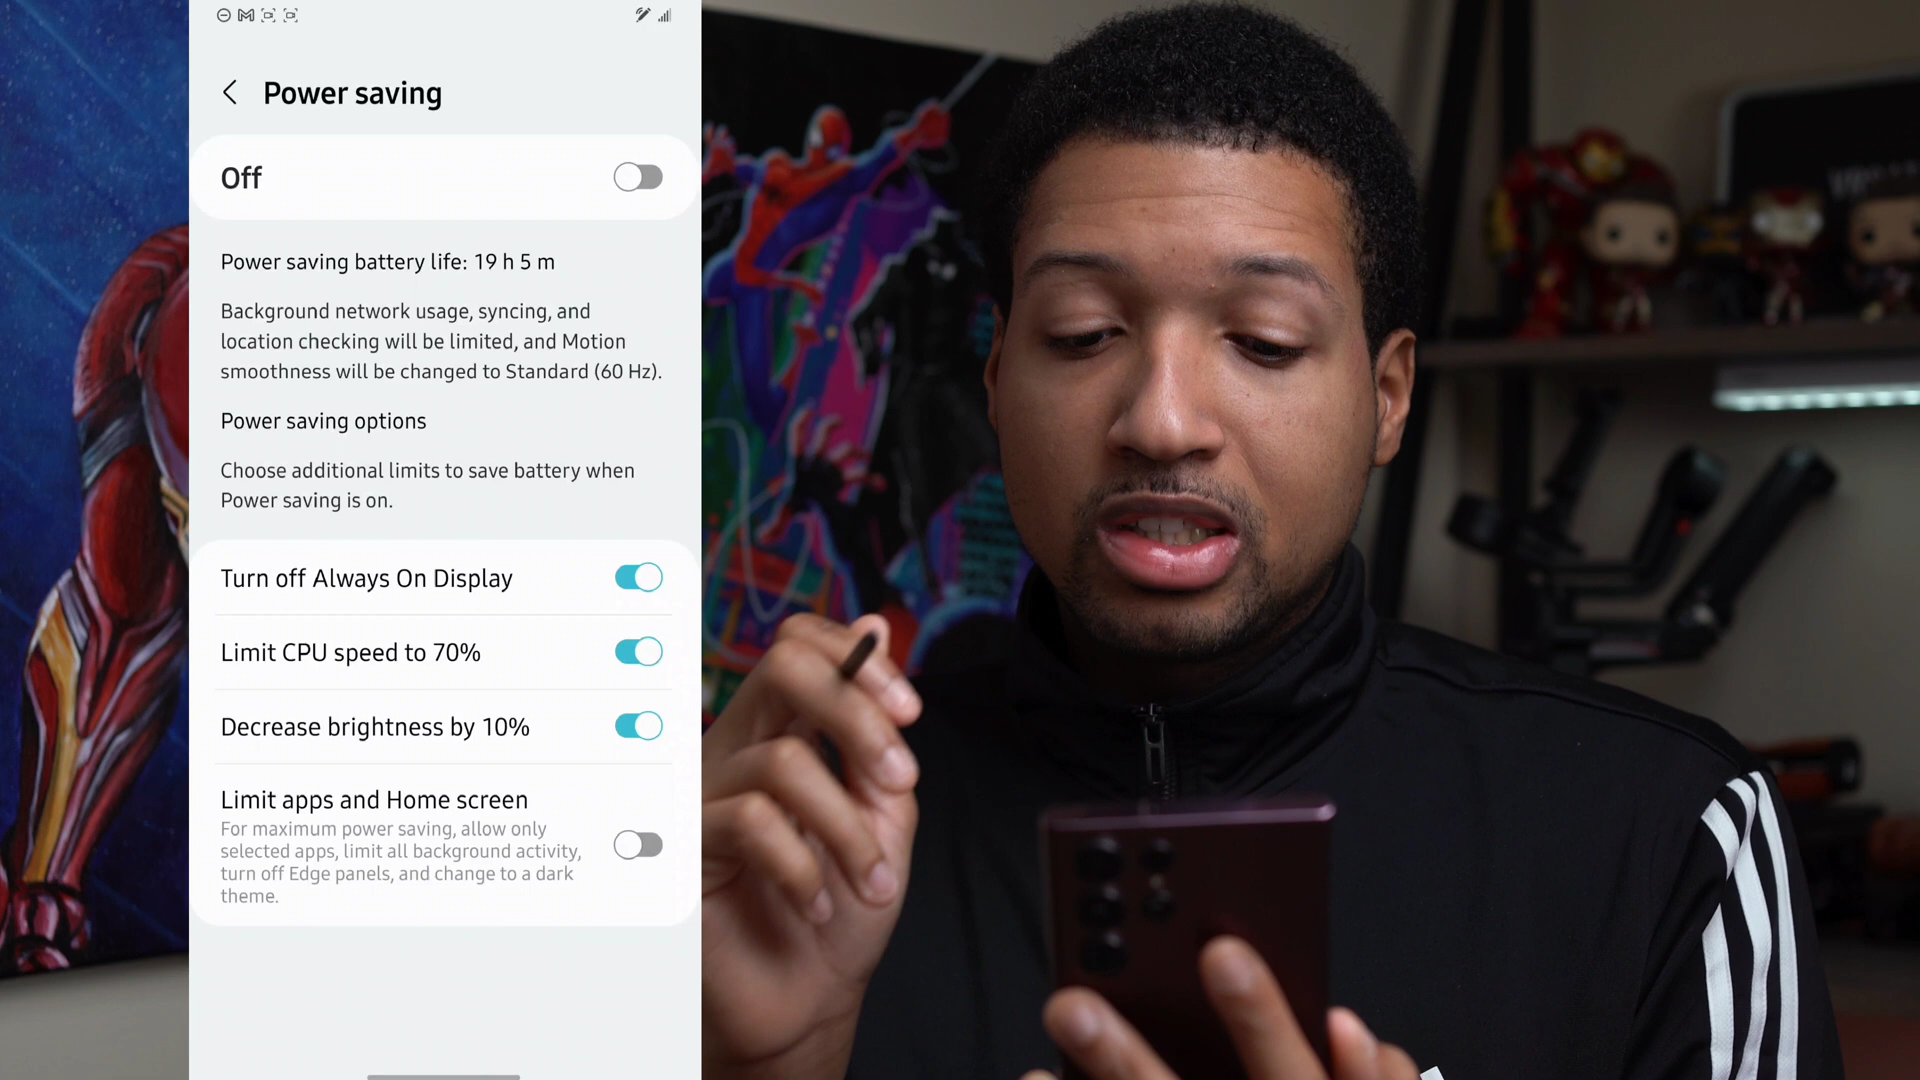 Power saving
Off
Power saving battery life: 19 h 5 m
Background network usage, syncing, and
location checking will be limited, and Motion
smoothness will be changed to Standard (60 Hz).
Power saving options
Choose additional limits to save battery when
Power saving is on.
Turn off Always On Display
Limit CPU speed to 70%
Decrease brightness by 10%
Limit apps and Home screen
For maximum power saving, allow only
selected apps, limit all background activity,
turn off Edge panels, and change to a dark
theme.